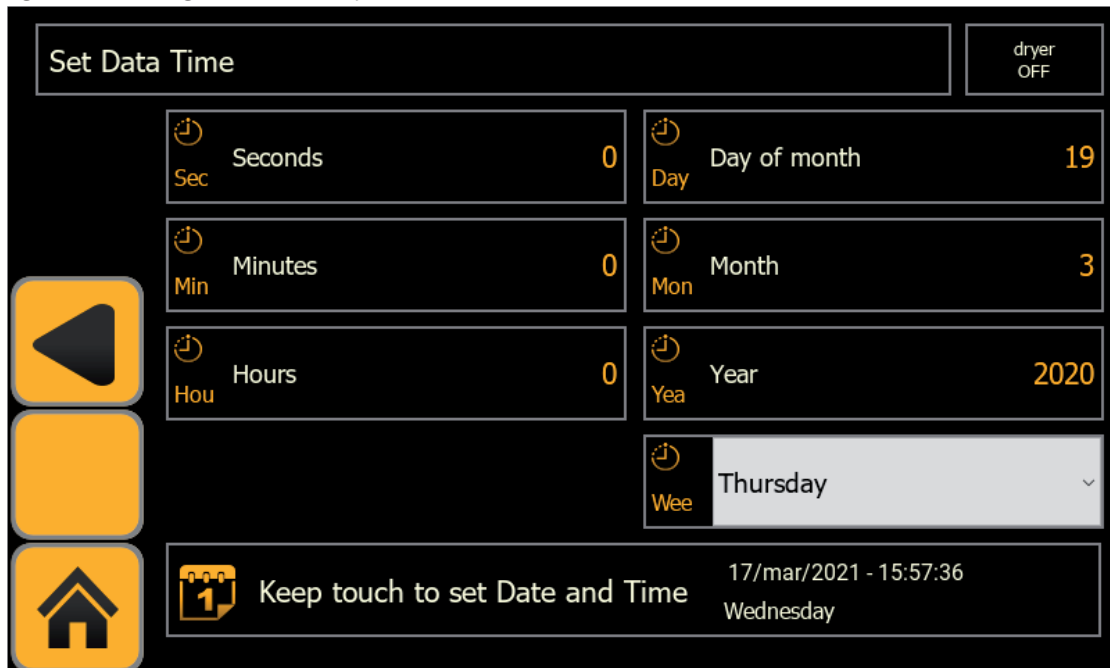 Set Data Time
dryer
OFF
Sec
Seconds
0
Day
Day of month
19
Min
Minutes
0
Mon
Month
3
Hou
Hours
0
Yea
Year
2020
Wee
Thursday
1
Keep touch to set Date and Time
17/mar/2021 - 15:57:36
Wednesday